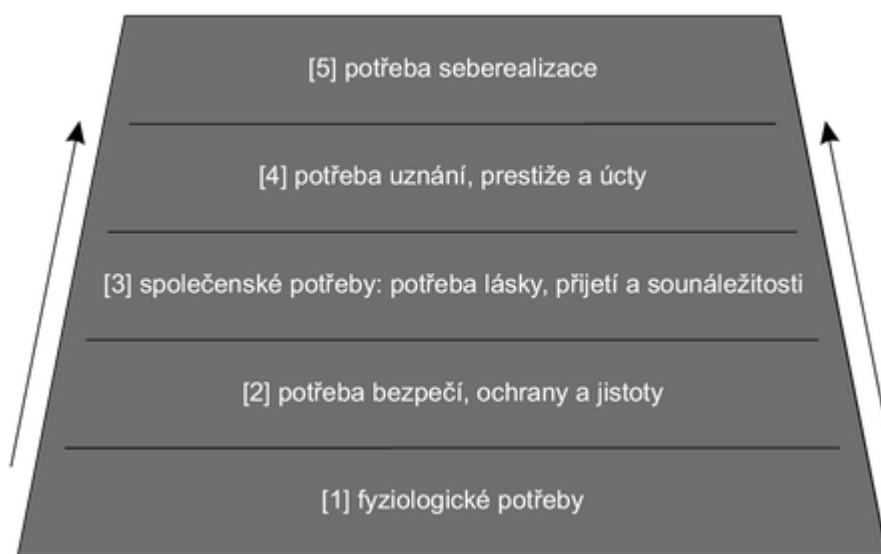 [5] potřeba seberealizace
[4] potřeba uznání, prestiže a úcty
[3] společenské potřeby: potřeba lásky, přijetí a sounáležitosti
[2] potřeba bezpečí, ochrany a jistoty
[1] fyziologické potřeby